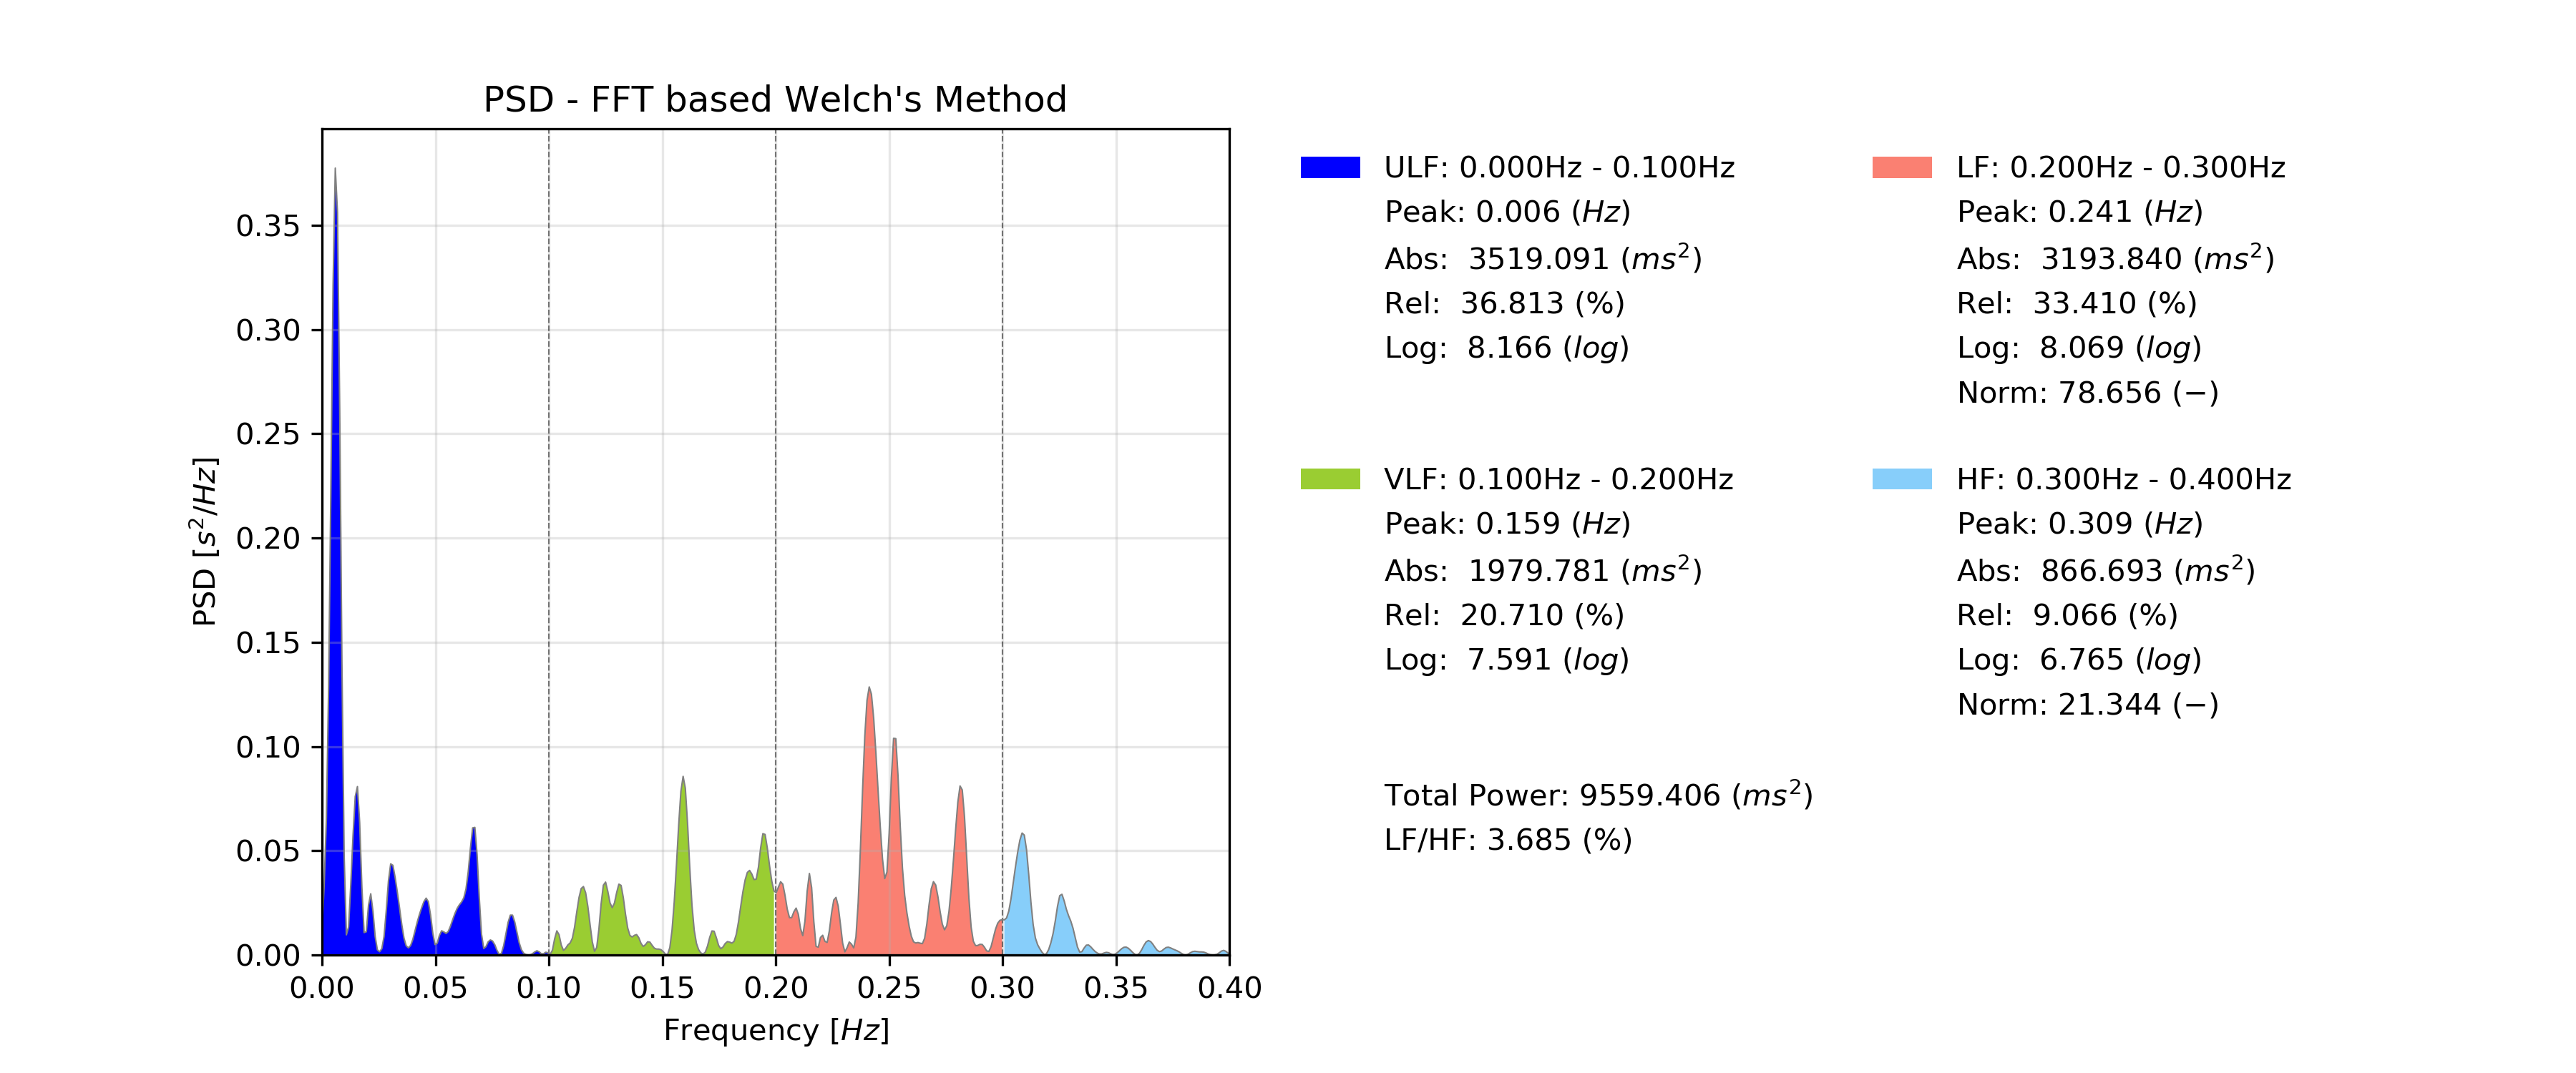 PSD - FFT based Welch's Method
PSD [s²/Hz]
0.35
0.30
0.25
0.20
0.15
0.10
0.05
0.00
0.00 0.05 0.10 0.15 0.20 0.25 0.30 0.35 0.40
Frequency [Hz]
ULF: 0.000Hz - 0.100Hz
Peak: 0.006 (Hz)
Abs: 3519.091 (ms²)
Rel: 36.813 (%)
Log: 8.166 (log)
VLF: 0.100Hz - 0.200Hz
Peak: 0.159 (Hz)
Abs: 1979.781 (ms²)
Rel: 20.710 (%)
Log: 7.591 (log)
LF: 0.200Hz - 0.300Hz
Peak: 0.241 (Hz)
Abs: 3193.840 (ms²)
Rel: 33.410 (%)
Log: 8.069 (log)
Norm: 78.656 (−)
HF: 0.300Hz - 0.400Hz
Peak: 0.309 (Hz)
Abs: 866.693 (ms²)
Rel: 9.066 (%)
Log: 6.765 (log)
Norm: 21.344 (−)
Total Power: 9559.406 (ms²)
LF/HF: 3.685 (%)